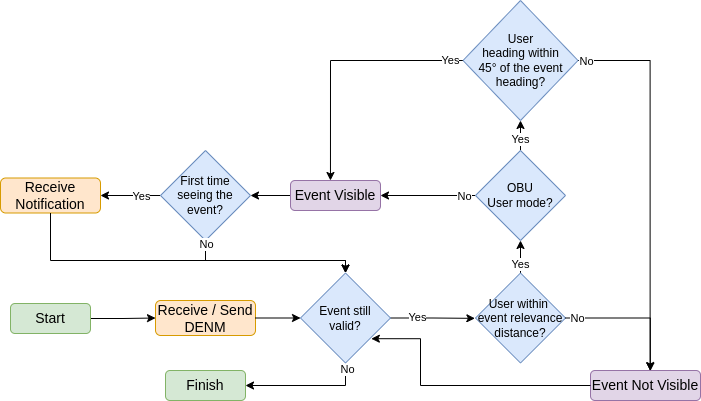 User
heading within
45° of the event
heading?
Yes
No
Yes
First time
seeing the
event?
OBU
User mode?
Receive
Notification
Yes
Event Visible
No
No
Yes
Start
Receive / Send
DENM
Event still
valid?
Yes
User within
event relevance
distance?
No
No
Finish
Event Not Visible